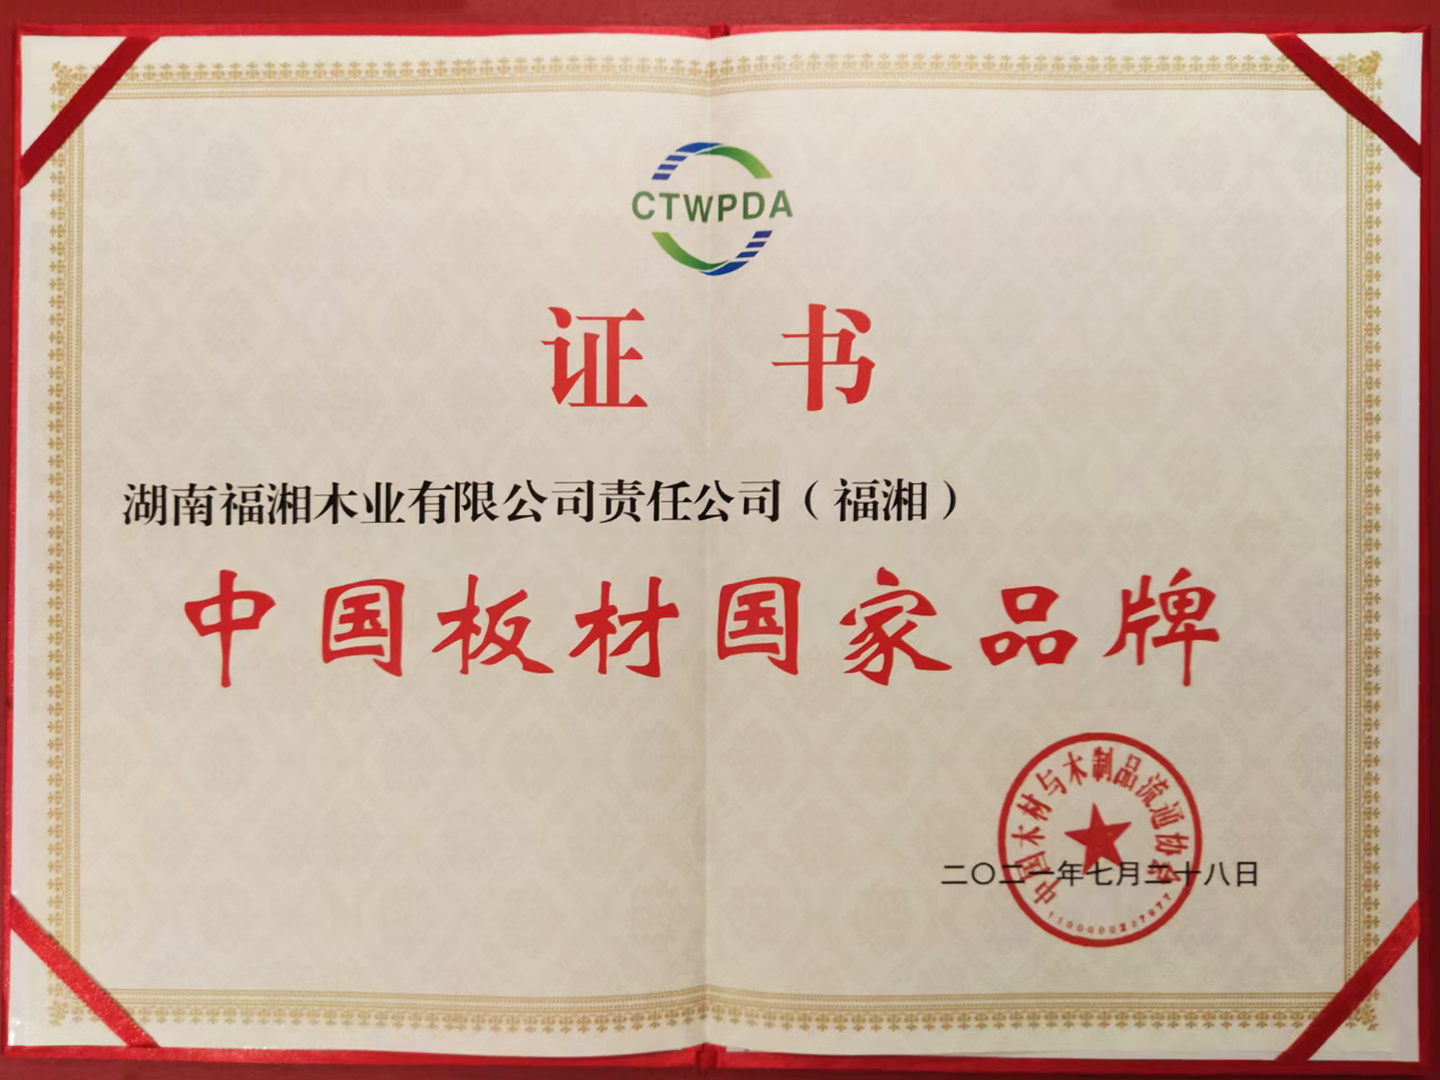 CTWPDA
证 书
湖南福湘木业有限公司责任公司（福湘）
中国板材国家品牌
中国木材与木制品流通协会
二〇二一年七月二十八日